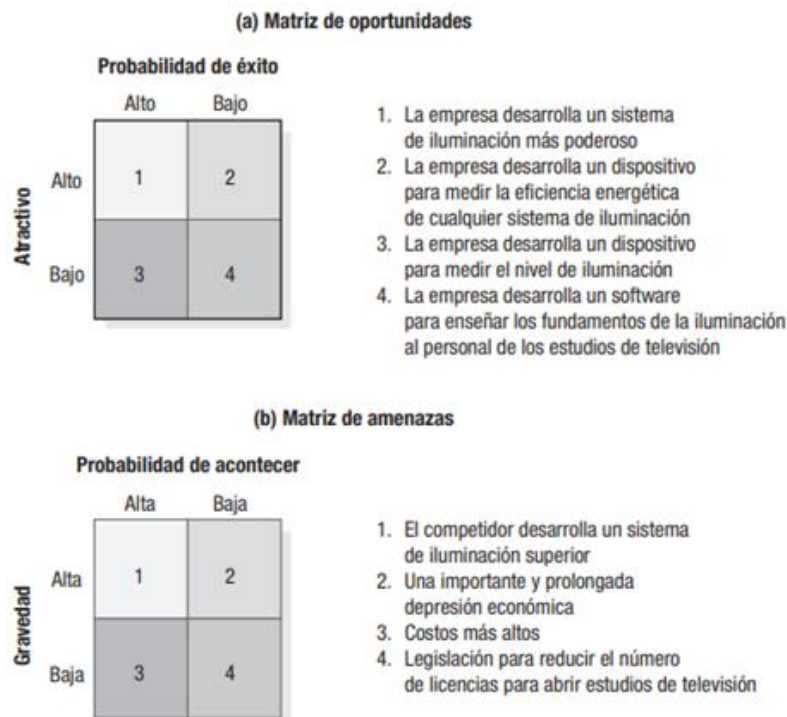 (a) Matriz de oportunidades
Probabilidad de éxito
Alto Bajo
Atractivo
Alto 1 2
Bajo 3 4
1. La empresa desarrolla un sistema
de iluminación más poderoso
2. La empresa desarrolla un dispositivo
para medir la eficiencia energética
de cualquier sistema de iluminación
3. La empresa desarrolla un dispositivo
para medir el nivel de iluminación
4. La empresa desarrolla un software
para enseñar los fundamentos de la iluminación
al personal de los estudios de televisión
(b) Matriz de amenazas
Probabilidad de acontecer
Alta Baja
Gravedad
Alta 1 2
Baja 3 4
1. El competidor desarrolla un sistema
de iluminación superior
2. Una importante y prolongada
depresión económica
3. Costos más altos
4. Legislación para reducir el número
de licencias para abrir estudios de televisión